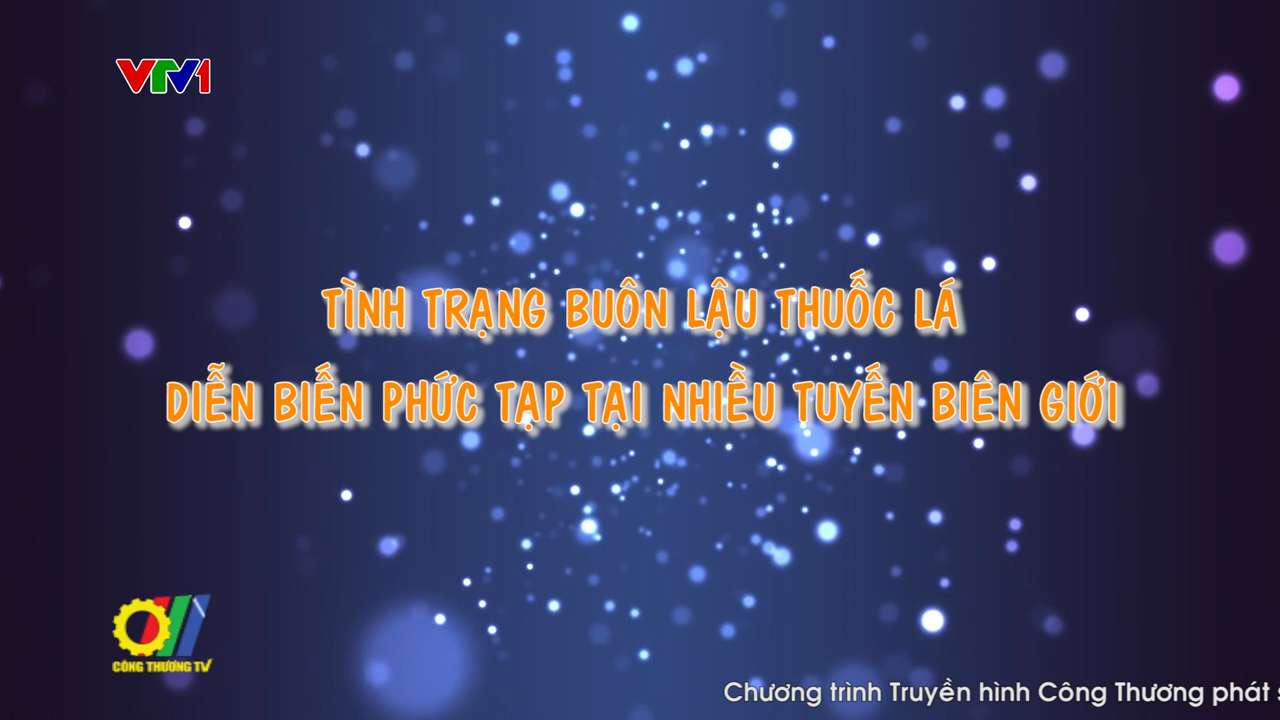 VTV1
TÌNH TRẠNG BUÔN LẬU THUỐC LÁ
DIỄN BIẾN PHỨC TẠP TẠI NHIỀU TUYẾN BIÊN GIỚI
CÔNG THƯƠNG TV
Chương trình Truyền hình Công Thương phát